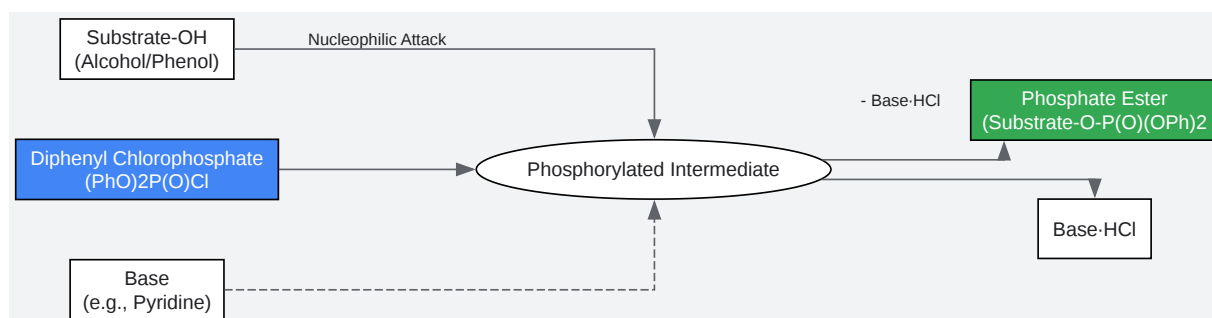 Substrate-OH
(Alcohol/Phenol)
Nucleophilic Attack
- Base·HCl
Phosphate Ester
(Substrate-O-P(O)(OPh)2
Diphenyl Chlorophosphate
(PhO)2P(O)Cl
Phosphorylated Intermediate
Base·HCl
Base
(e.g., Pyridine)